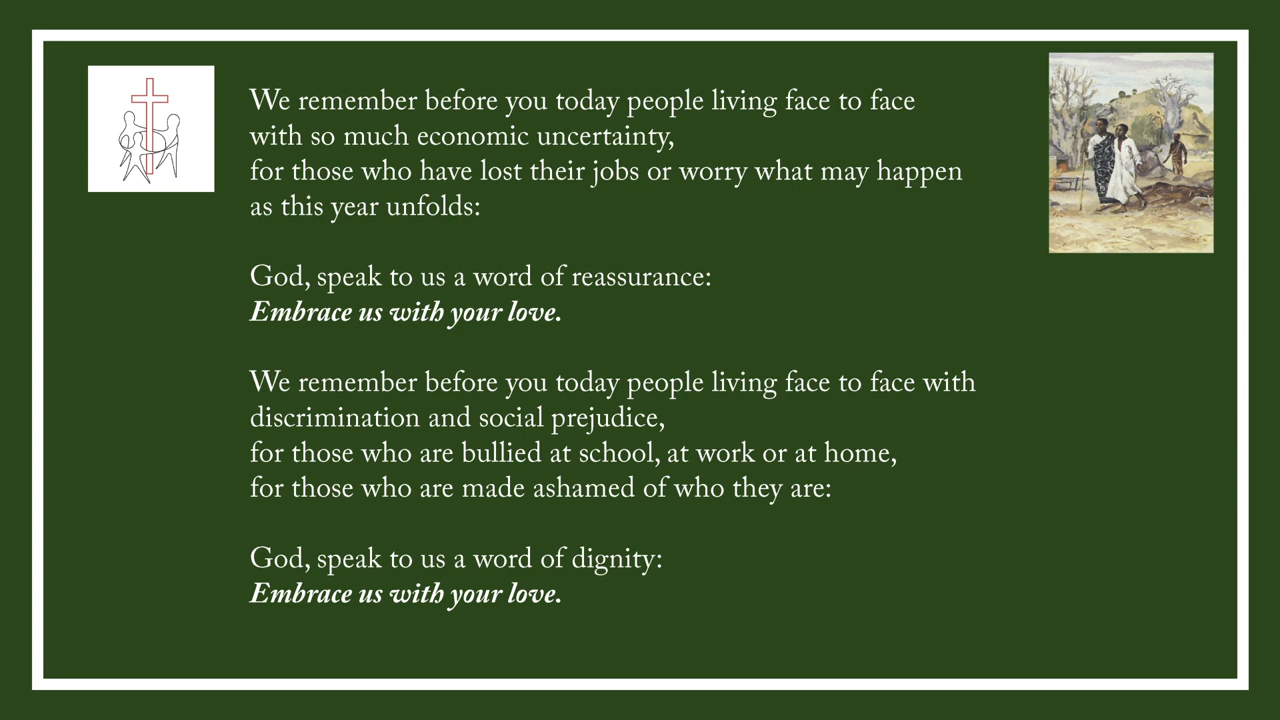 We remember before you today people living face to face
with so much economic uncertainty,
for those who have lost their jobs or worry what may happen
as this year unfolds:
God, speak to us a word of reassurance:
Embrace us with your love.
We remember before you today people living face to face with
discrimination and social prejudice,
for those who are bullied at school, at work or at home,
for those who are made ashamed of who they are:
God, speak to us a word of dignity:
Embrace us with your love.